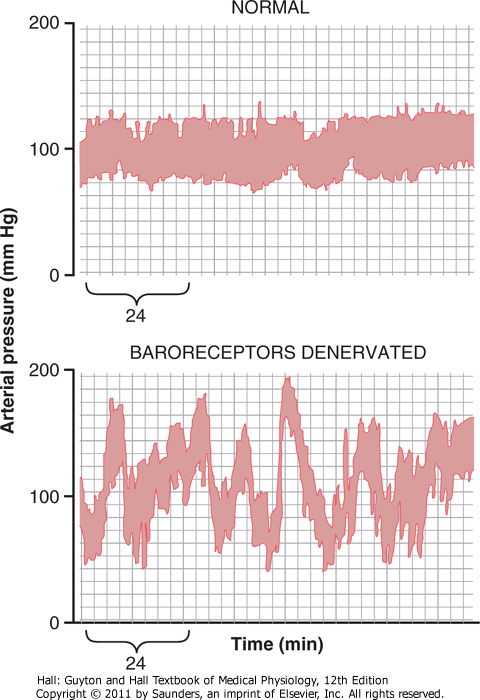 NORMAL
200
100
0
24
Arterial pressure (mm Hg)
BARORECEPTORS DENERVATED
200
100
0
24
Time (min)
Hall: Guyton and Hall Textbook of Medical Physiology, 12th Edition
Copyright © 2011 by Saunders, an imprint of Elsevier, Inc. All rights reserved.